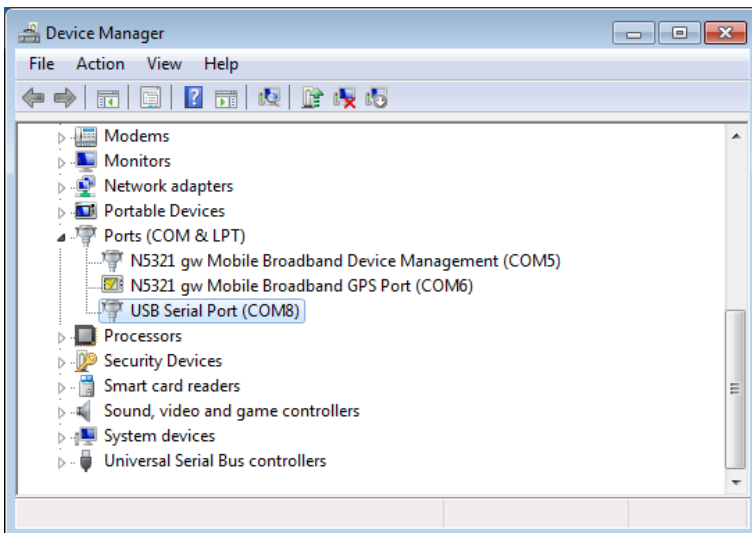 Device Manager
File Action View Help
Modems
Monitors
Network adapters
Portable Devices
Ports (COM & LPT)
N5321 gw Mobile Broadband Device Management (COM5)
N5321 gw Mobile Broadband GPS Port (COM6)
USB Serial Port (COM8)
Processors
Security Devices
Smart card readers
Sound, video and game controllers
System devices
Universal Serial Bus controllers